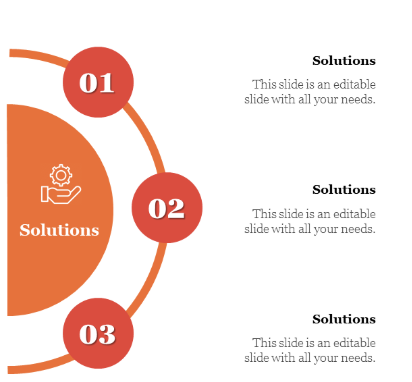 Solutions
01
Solutions
This slide is an editable
slide with all your needs.
02
Solutions
This slide is an editable
slide with all your needs.
03
Solutions
This slide is an editable
slide with all your needs.